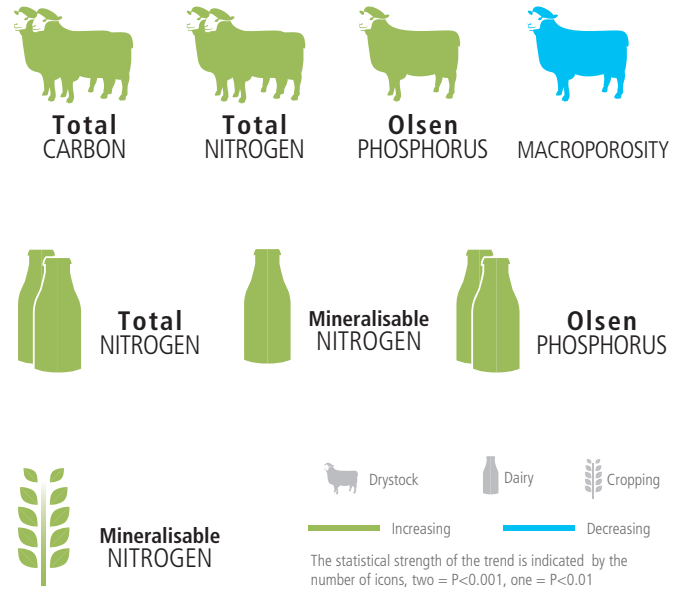 Total
CARBON
Total
NITROGEN
Olsen
PHOSPHORUS
MACROPOROSITY
Total
NITROGEN
Mineralisable
NITROGEN
Olsen
PHOSPHORUS
Mineralisable
NITROGEN
Drystock
Dairy
Cropping
Increasing
Decreasing
The statistical strength of the trend is indicated by the
number of icons, two = P<0.001, one = P<0.01